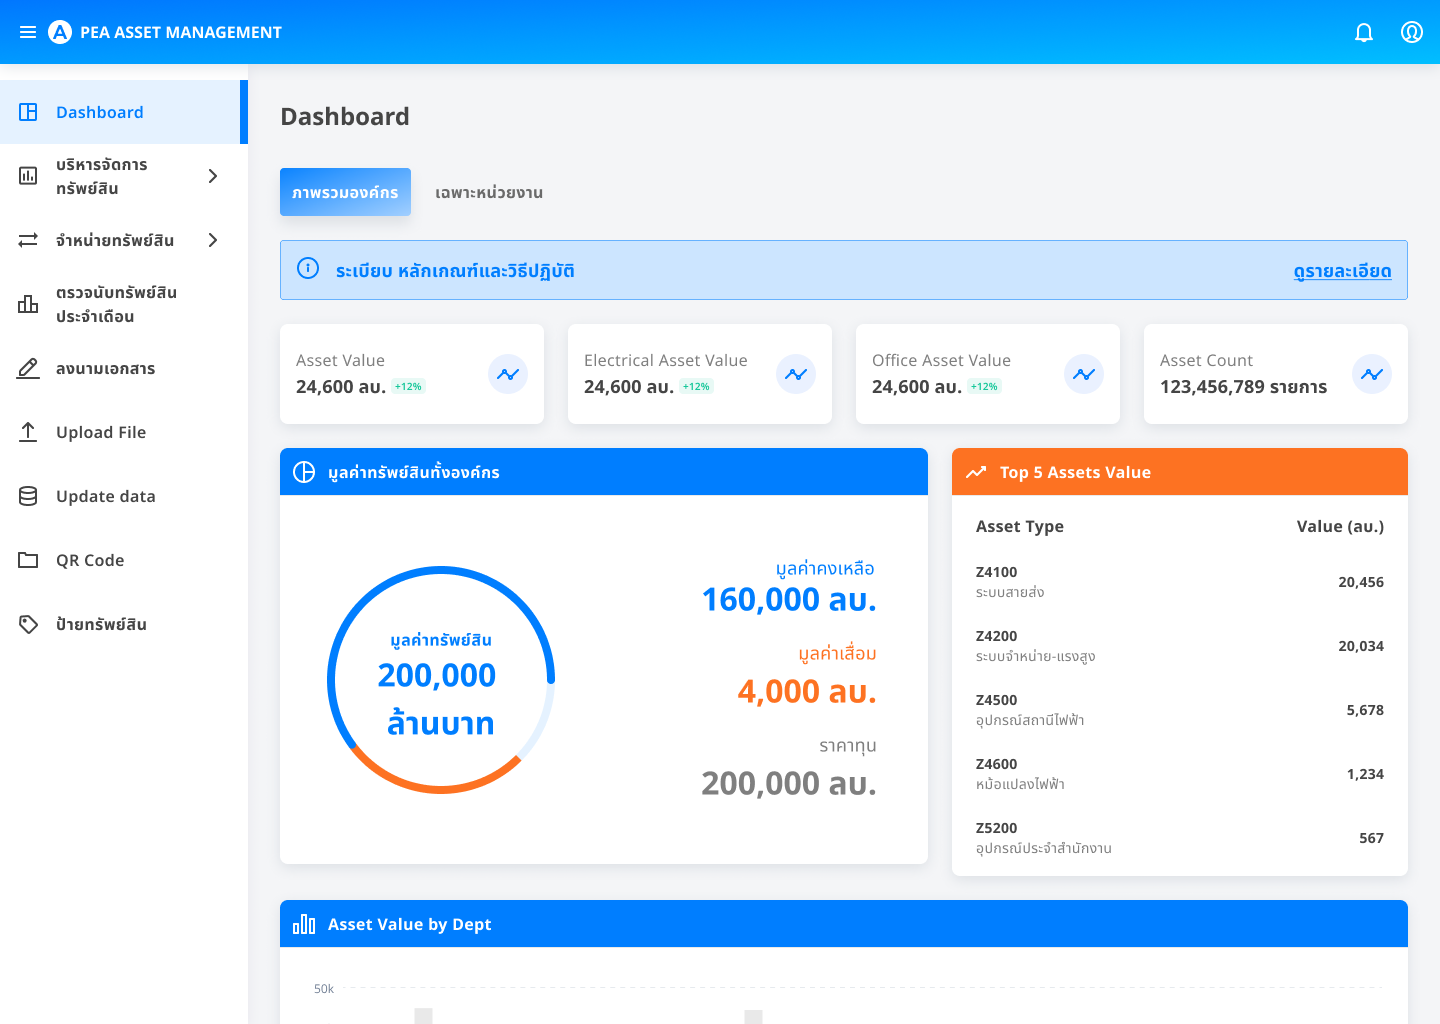 PEA ASSET MANAGEMENT
Dashboard
บริหารจัดการ
ทรัพย์สิน
จำหน่ายทรัพย์สิน
ตรวจนับทรัพย์สิน
ประจำเดือน
ลงนามเอกสาร
Upload File
Update data
QR Code
ป้ายทรัพย์สิน
Dashboard
ภาพรวมองค์กร
เฉพาะหน่วยงาน
ระเบียบ หลักเกณฑ์และวิธีปฏิบัติ
ดูรายละเอียด
Asset Value
24,600 ลบ. +12%
Electrical Asset Value
24,600 ลบ. +12%
Office Asset Value
24,600 ลบ. +12%
Asset Count
123,456,789 รายการ
มูลค่าทรัพย์สินทั้งองค์กร
มูลค่าทรัพย์สิน
200,000
ล้านบาท
มูลค่าคงเหลือ
160,000 ลบ.
มูลค่าเสื่อม
4,000 ลบ.
ราคาทุน
200,000 ลบ.
Top 5 Assets Value
Asset Type Value (ลบ.)
Z4100
ระบบสายส่ง
20,456
Z4200
ระบบจำหน่าย-แรงสูง
20,034
Z4500
อุปกรณ์สถานีไฟฟ้า
5,678
Z4600
หม้อแปลงไฟฟ้า
1,234
Z5200
อุปกรณ์ประจำสำนักงาน
567
Asset Value by Dept
50k